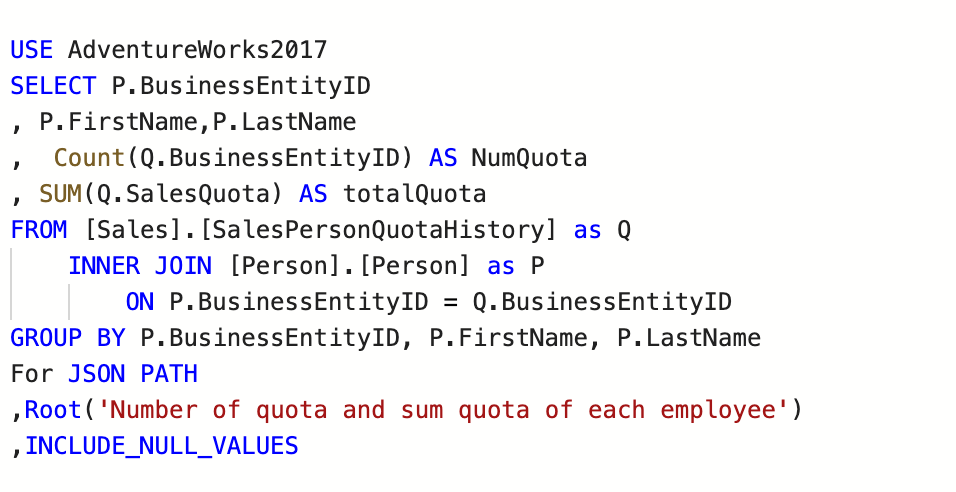 USE AdventureWorks2017
SELECT P.BusinessEntityID
, P.FirstName,P.LastName
,  Count(Q.BusinessEntityID) AS NumQuota
, SUM(Q.SalesQuota) AS totalQuota
FROM [Sales].[SalesPersonQuotaHistory] as Q
    INNER JOIN [Person].[Person] as P
        ON P.BusinessEntityID = Q.BusinessEntityID
GROUP BY P.BusinessEntityID, P.FirstName, P.LastName
For JSON PATH
,Root('Number of quota and sum quota of each employee')
,INCLUDE_NULL_VALUES